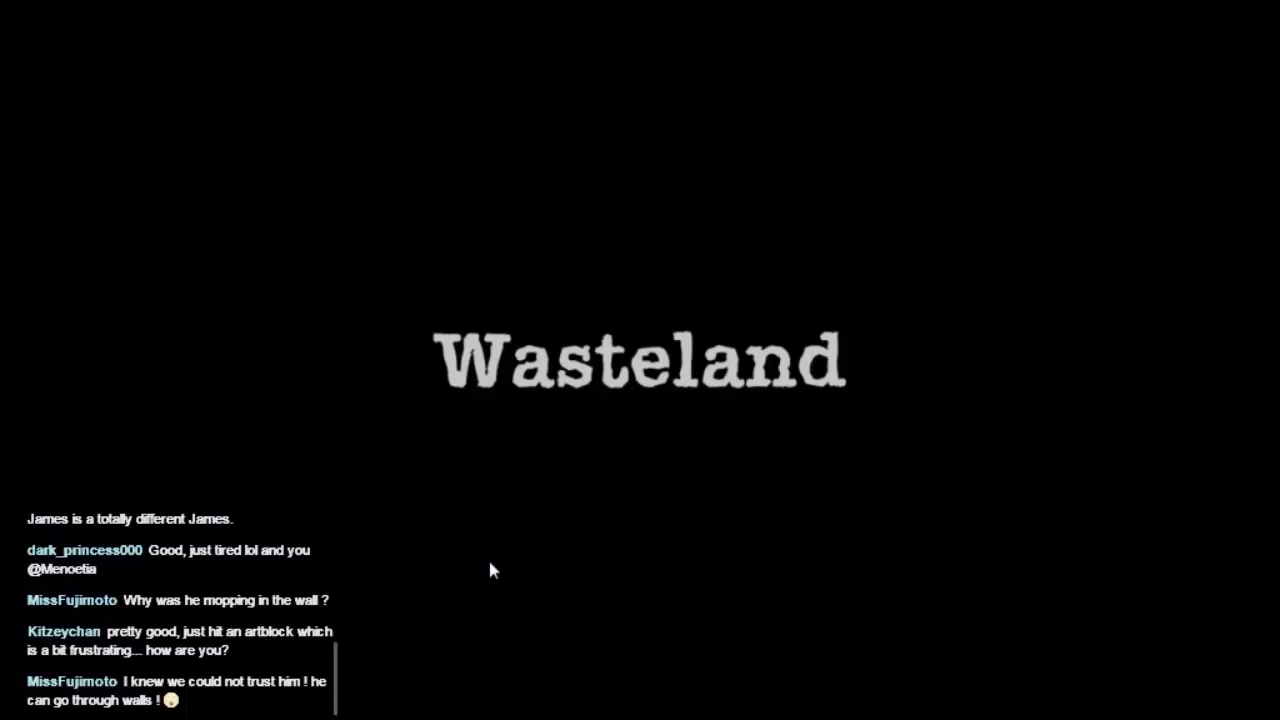 Wasteland
James is a totally different James.
dark_princess000 Good, just tired lol and you
@Menoetia
MissFujimoto Why was he mopping in the wall ?
Kitzeychan pretty good, just hit an artblock which
is a bit frustrating... how are you?
MissFujimoto I knew we could not trust him ! he
can go through walls !